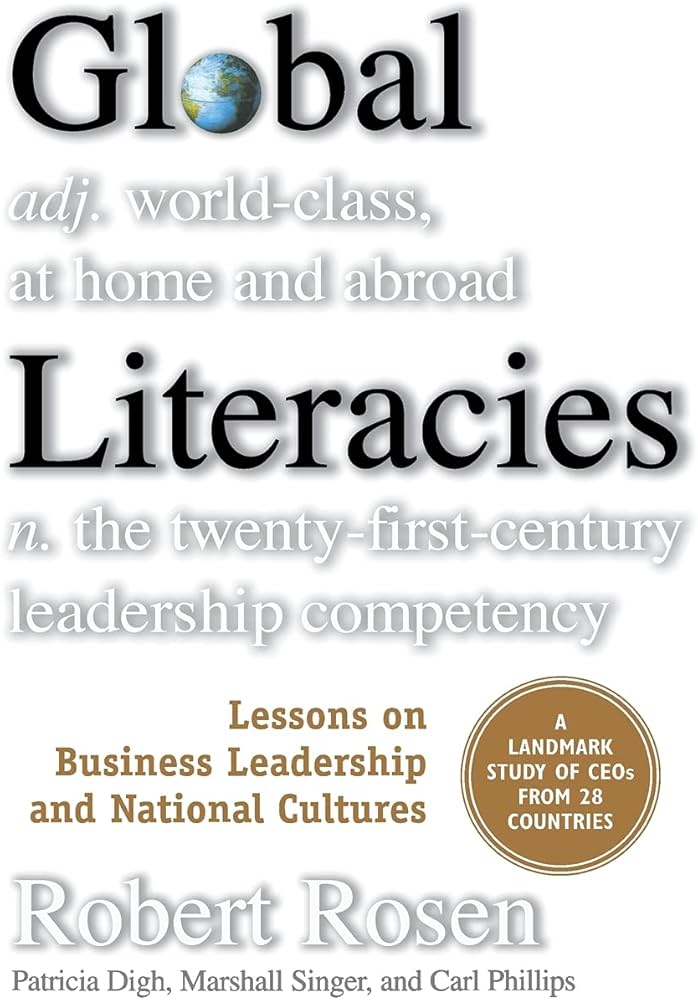 Global
adj. world-class,
at home and abroad
Literacies
n. the twenty-first-century
leadership competency
Lessons on
Business Leadership
and National Cultures
A
LANDMARK
STUDY OF CEOs
FROM 28
COUNTRIES
Robert Rosen
Patricia Digh, Marshall Singer, and Carl Phillips